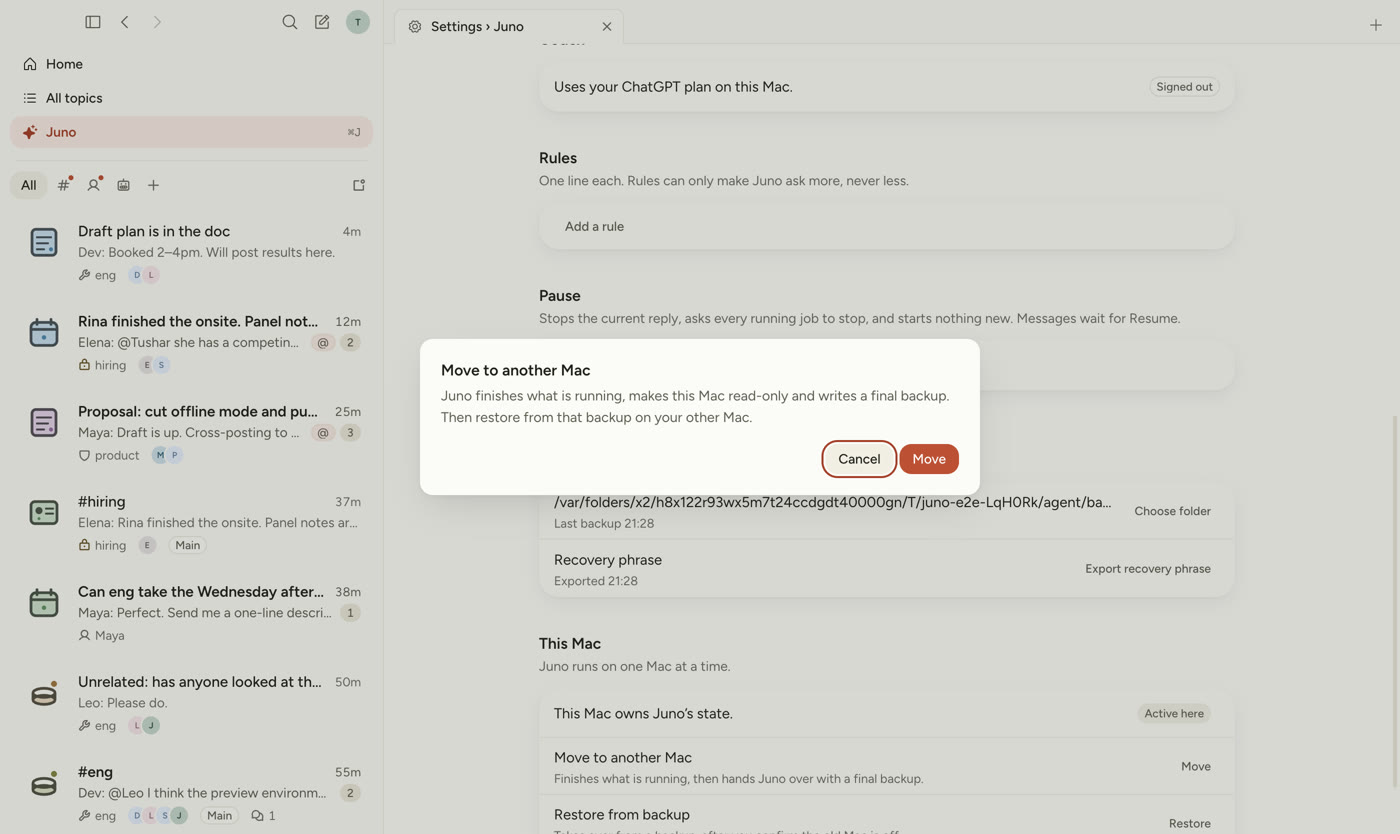 T
Settings › Juno
Home
All topics
Juno
⌘J
All
Draft plan is in the doc
4m
Dev: Booked 2–4pm. Will post results here.
eng
D
L
Rina finished the onsite. Panel not…
12m
Elena: @Tushar she has a competin…
@
2
hiring
E
S
Proposal: cut offline mode and pu…
25m
Maya: Draft is up. Cross-posting to …
@
3
product
M
P
#hiring
37m
Elena: Rina finished the onsite. Panel notes ar…
hiring
E
Main
Can eng take the Wednesday after…
38m
Maya: Perfect. Send me a one-line descri…
1
Maya
Unrelated: has anyone looked at th…
50m
Leo: Please do.
eng
L
J
#eng
55m
Dev: @Leo I think the preview environm…
2
eng
D
L
S
J
Main
1
Uses your ChatGPT plan on this Mac.
Signed out
Rules
One line each. Rules can only make Juno ask more, never less.
Add a rule
Pause
Stops the current reply, asks every running job to stop, and starts nothing new. Messages wait for Resume.
Move to another Mac
Juno finishes what is running, makes this Mac read-only and writes a final backup.
Then restore from that backup on your other Mac.
Cancel
Move
/var/folders/x2/h8x122r93wx5m7t24ccdgdt40000gn/T/juno-e2e-LqH0Rk/agent/ba…
Last backup 21:28
Choose folder
Recovery phrase
Exported 21:28
Export recovery phrase
This Mac
Juno runs on one Mac at a time.
This Mac owns Juno’s state.
Active here
Move to another Mac
Finishes what is running, then hands Juno over with a final backup.
Move
Restore from backup
Restore